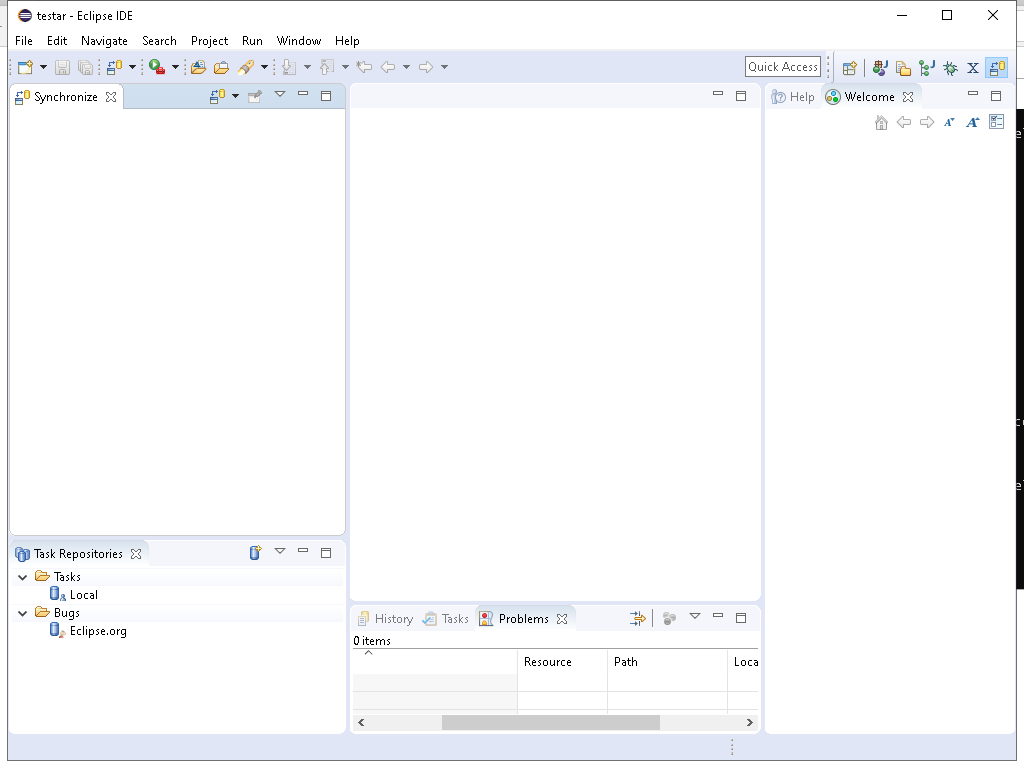 testar - Eclipse IDE
File Edit Navigate Search Project Run Window Help
Quick Access
Synchronize
Help Welcome
Task Repositories
Tasks
Local
Bugs
Eclipse.org
History Tasks Problems
0 items
Resource Path Loca